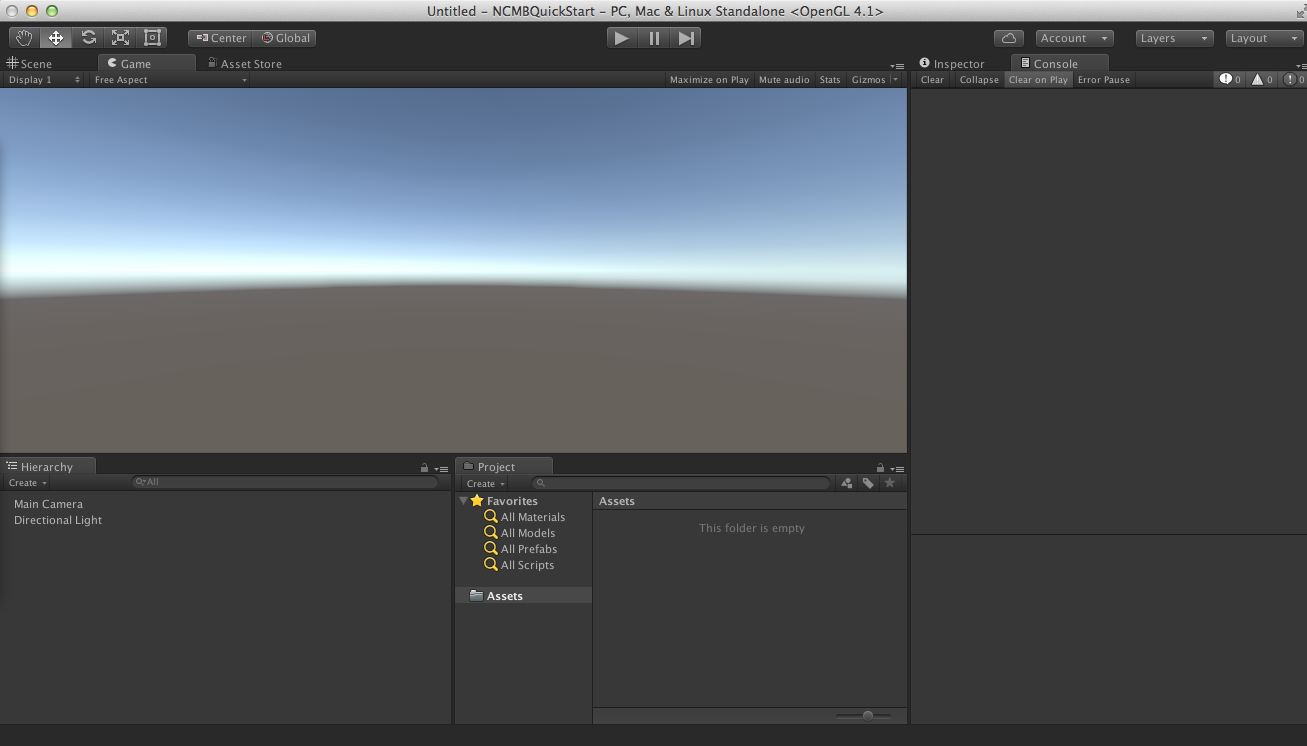 Untitled – NCMBQuickStart – PC, Mac & Linux Standalone <OpenGL 4.1>
Center Global Account Layers Layout
Scene Game Asset Store
Display 1 Free Aspect Maximize on Play Mute audio Stats Gizmos
Inspector Console
Clear Collapse Clear on Play Error Pause 0 0 0
Hierarchy
Create All
Main Camera
Directional Light
Project
Create
Favorites
All Materials
All Models
All Prefabs
All Scripts
Assets
Assets
This folder is empty